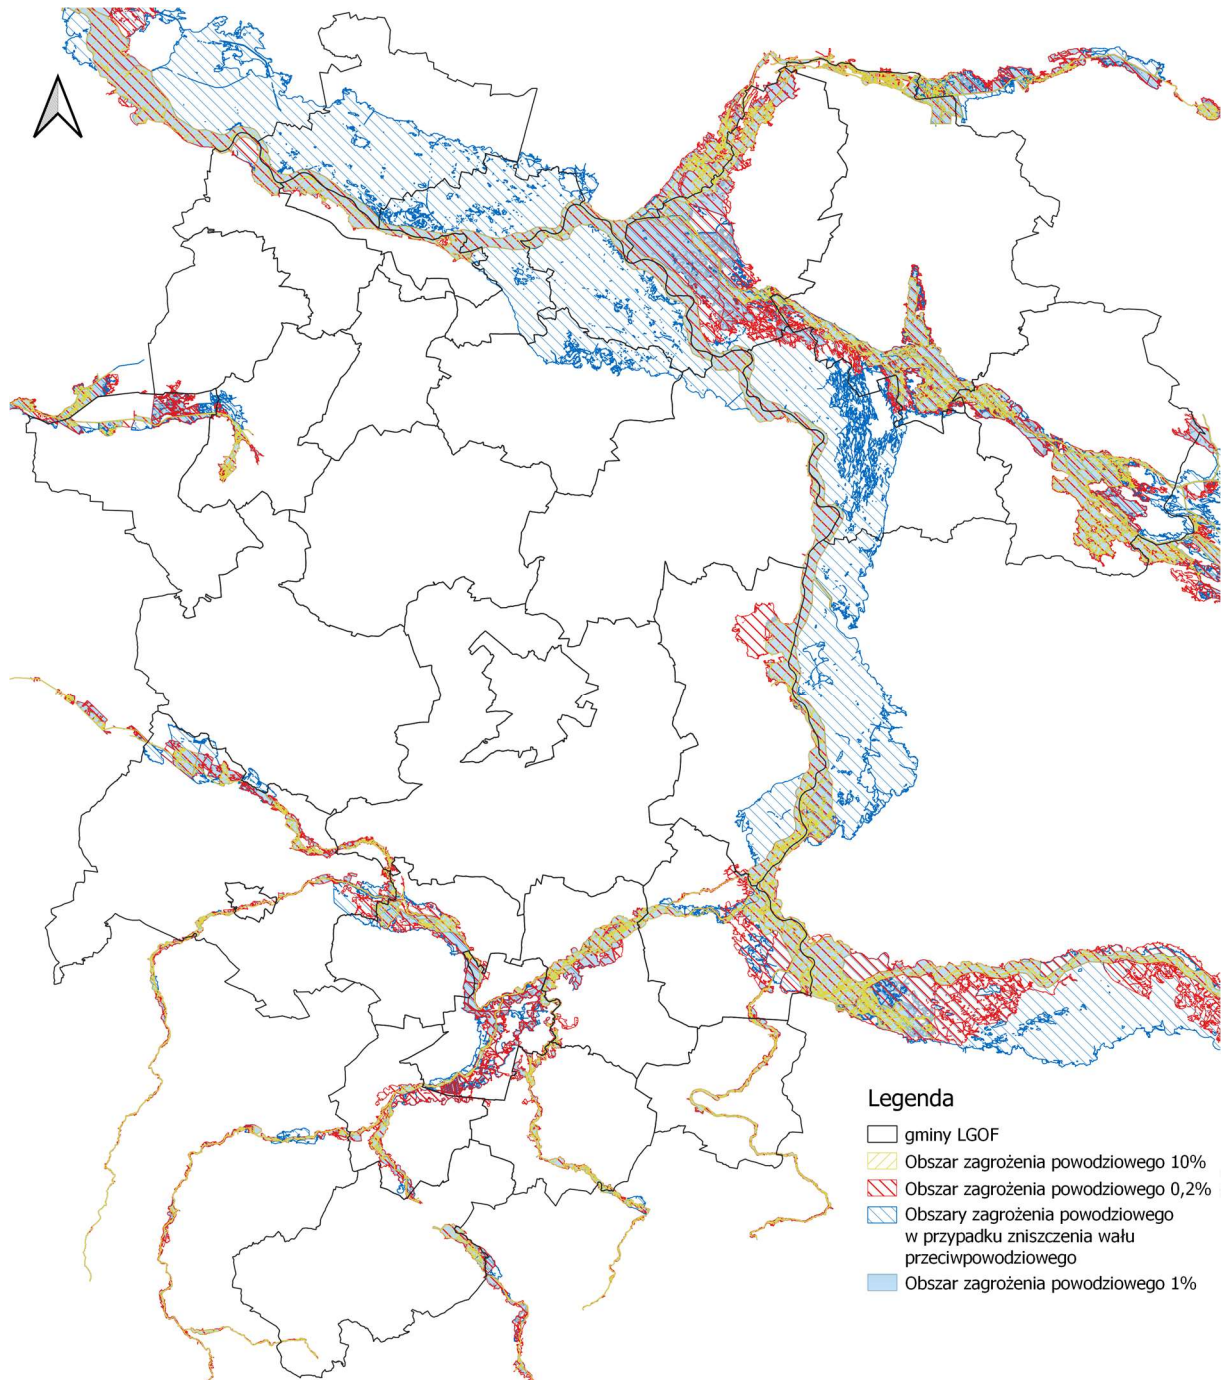 Legenda
gminy LGOF
Obszar zagrożenia powodziowego 10%
Obszar zagrożenia powodziowego 0,2%
Obszary zagrożenia powodziowego
w przypadku zniszczenia wału
przeciwpowodziowego
Obszar zagrożenia powodziowego 1%